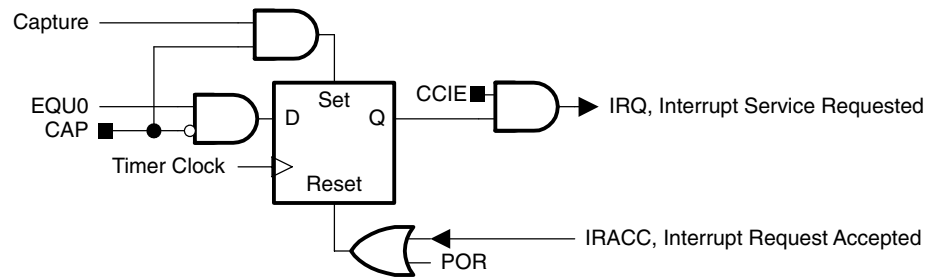 Capture
Set
CCIE
IRQ, Interrupt Service Requested
EQU0
D
Q
CAP
Timer Clock
Reset
IRACC, Interrupt Request Accepted
POR